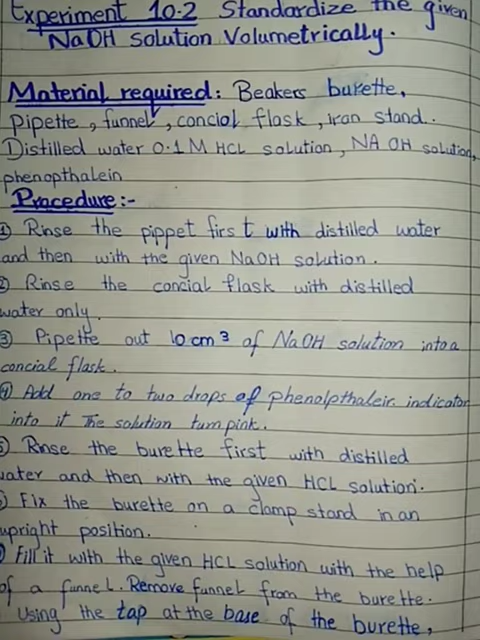 Experiment 10.2 Standardize the given
NaOH Solution Volumetrically.
Material required: Beakers burette,
Pipette, funnel, concial flask, iron stand.
Distilled water 0.1 M HCL solution, NA OH solution,
phenopthalein
Procedure:-
① Rinse the pippet first with distilled water
and then with the given NaOH solution.
② Rinse the concial flask with distilled
water only.
③ Pipette out 10 cm³ of NaOH solution into a
concial flask.
④ Add one to two drops of phenolpthalein indicator
into it The solution turn pink.
⑤ Rinse the burette first with distilled
water and then with the given HCL solution.
⑥ Fix the burette on a clamp stand in an
upright position.
⑦ Fill it with the given HCL solution with the help
of a funnel. Remove funnel from the burette.
Using the tap at the base of the burette,